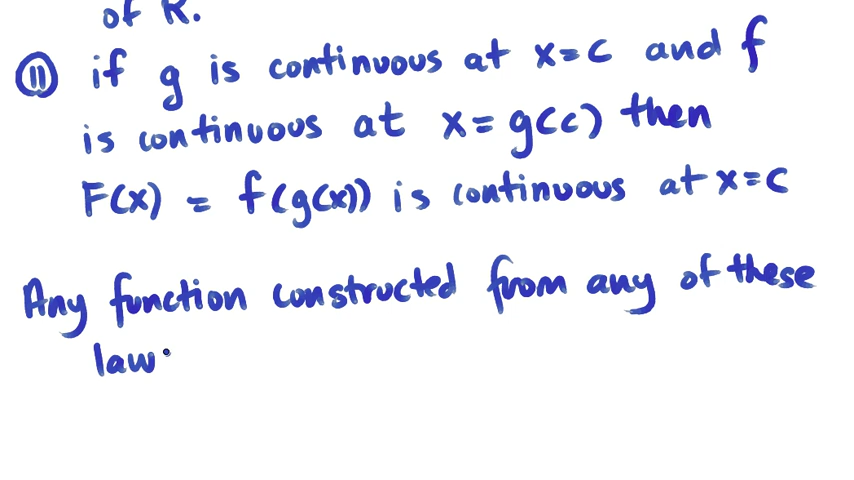 of R.
⑪ if g is continuous at x=c and f
is continuous at x= g(c) then
F(x) = f(g(x)) is continuous at x=c
Any function constructed from any of these
law